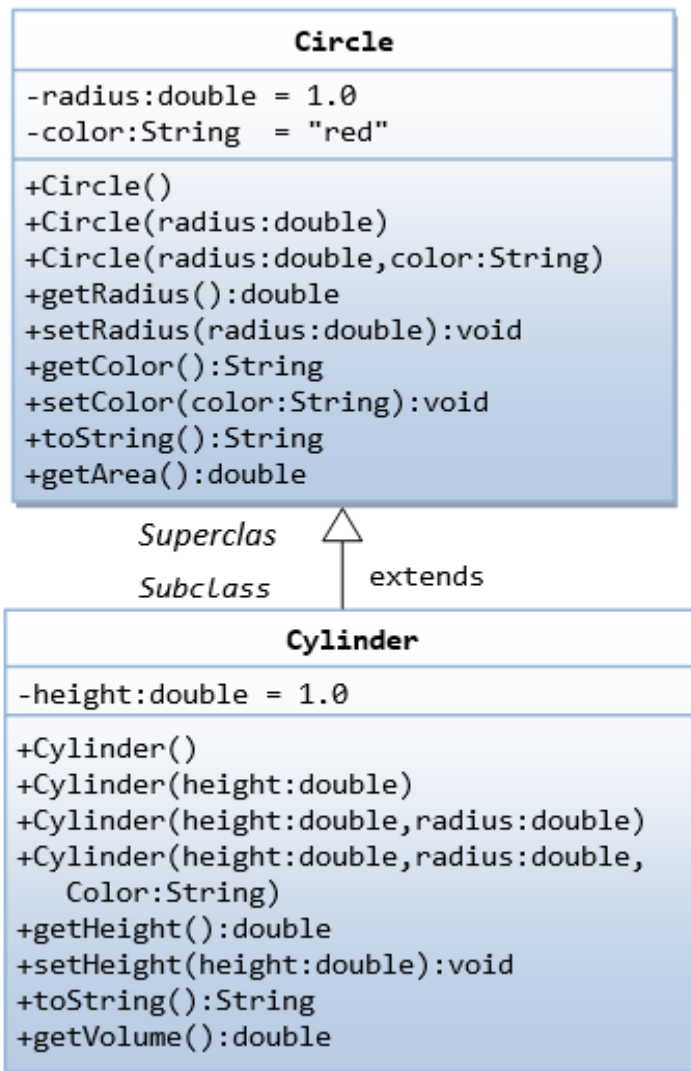 Circle
-radius:double = 1.0
-color:String  = "red"
+Circle()
+Circle(radius:double)
+Circle(radius:double,color:String)
+getRadius():double
+setRadius(radius:double):void
+getColor():String
+setColor(color:String):void
+toString():String
+getArea():double
Superclas
Subclass
extends
Cylinder
-height:double = 1.0
+Cylinder()
+Cylinder(height:double)
+Cylinder(height:double,radius:double)
+Cylinder(height:double,radius:double,
Color:String)
+getHeight():double
+setHeight(height:double):void
+toString():String
+getVolume():double